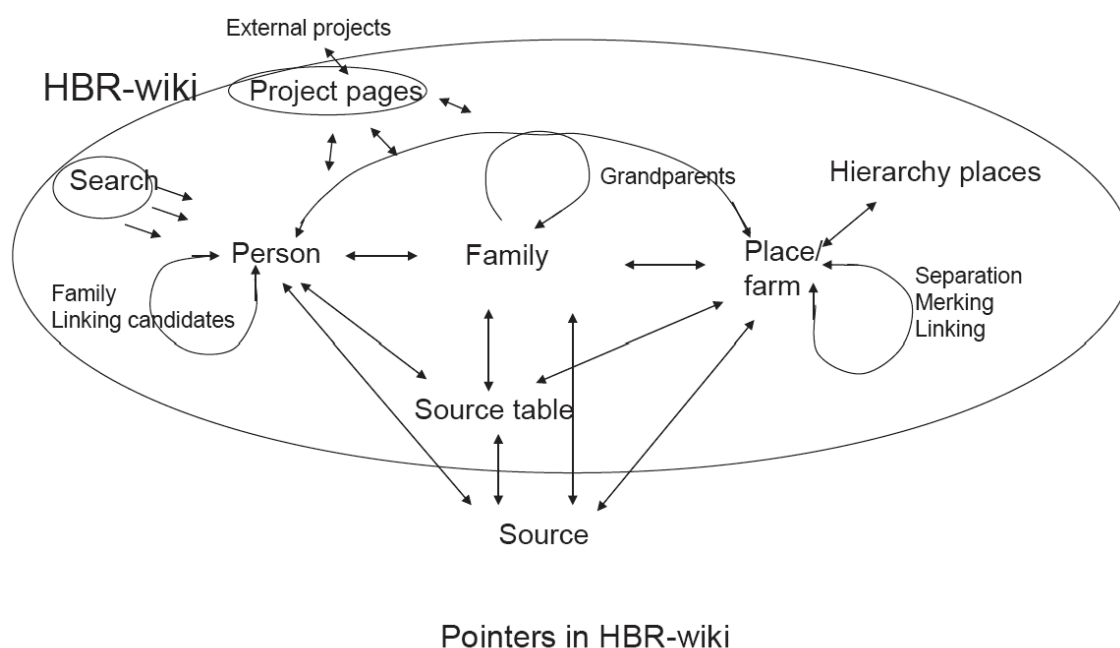 External projects
HBR-wiki
Project pages
Search
Grandparents
Hierarchy places
Person
Family
Place/
farm
Family
Linking candidates
Separation
Merking
Linking
Source table
Source
Pointers in HBR-wiki